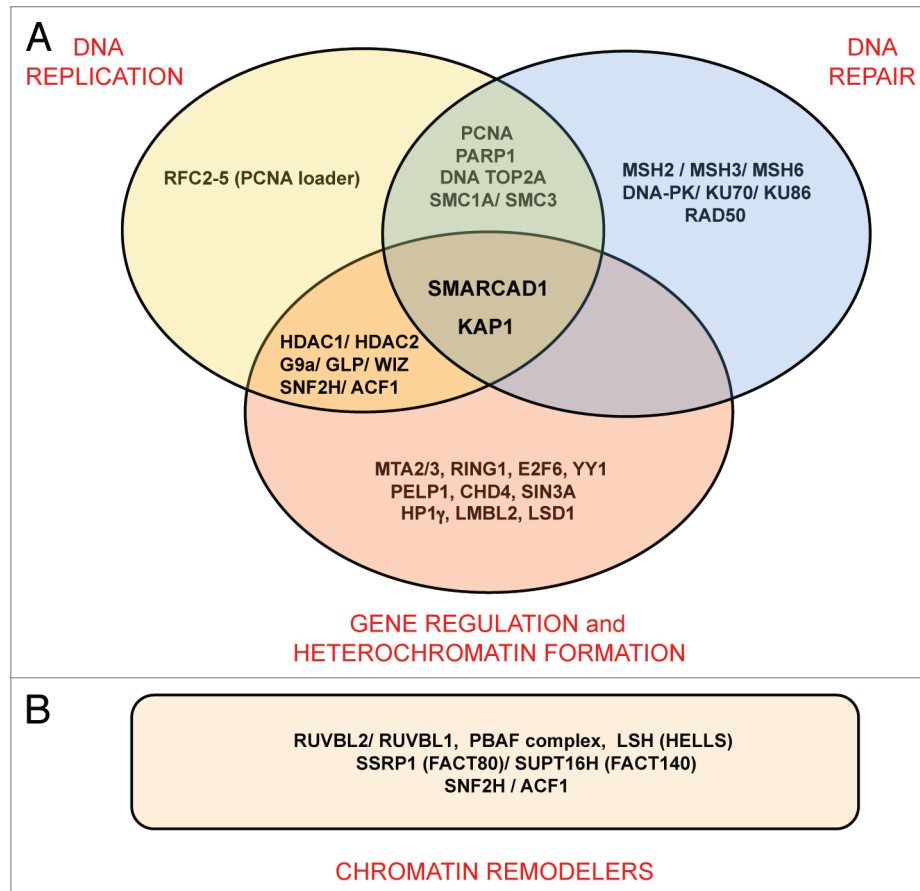 A
DNA
REPLICATION
DNA
REPAIR
PCNA
PARP1
DNA TOP2A
SMC1A/ SMC3
RFC2-5 (PCNA loader)
MSH2 / MSH3/ MSH6
DNA-PK/ KU70/ KU86
RAD50
SMARCAD1
KAP1
HDAC1/ HDAC2
G9a/ GLP/ WIZ
SNF2H/ ACF1
MTA2/3, RING1, E2F6, YY1
PELP1, CHD4, SIN3A
HP1γ, LMBL2, LSD1
GENE REGULATION and
HETEROCHROMATIN FORMATION
B
RUVBL2/ RUVBL1, PBAF complex, LSH (HELLS)
SSRP1 (FACT80)/ SUPT16H (FACT140)
SNF2H / ACF1
CHROMATIN REMODELERS